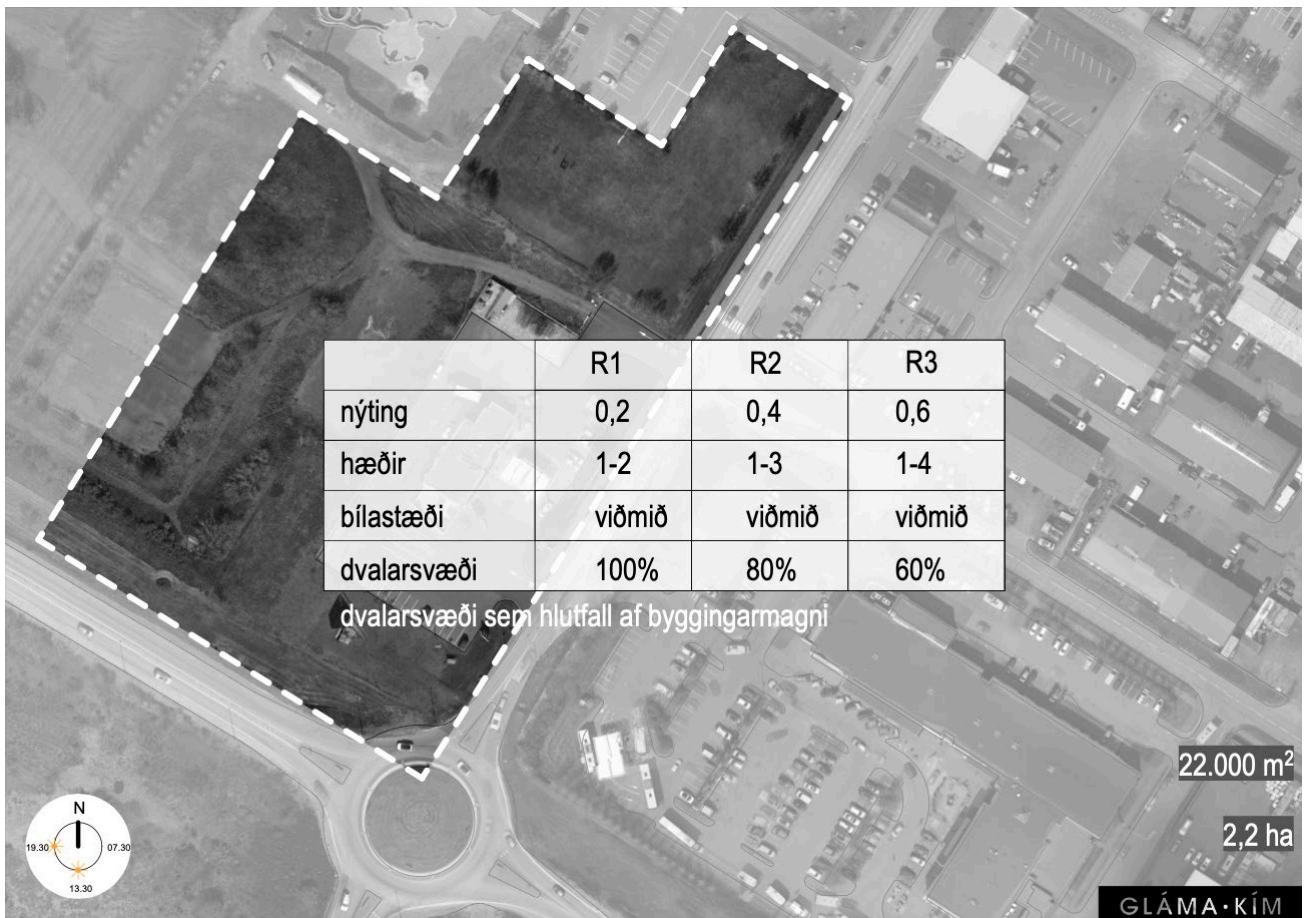 R1 R2 R3
nýting 0,2 0,4 0,6
hæðir 1-2 1-3 1-4
bílastæði viðmið viðmið viðmið
dvalarsvæði 100% 80% 60%
dvalarsvæði sem hlutfall af byggingarmagni
22.000 m²
2,2 ha
N
19.30 07.30
13.30
GLÁMA·KÍM